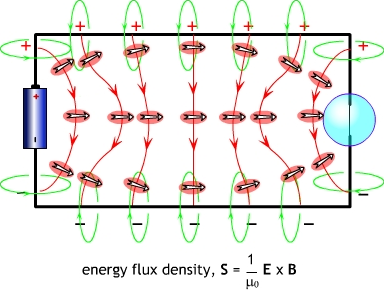 + + + + +
+ +
+
-
– –
– – – – –
energy flux density, S = 1/μ₀ E x B